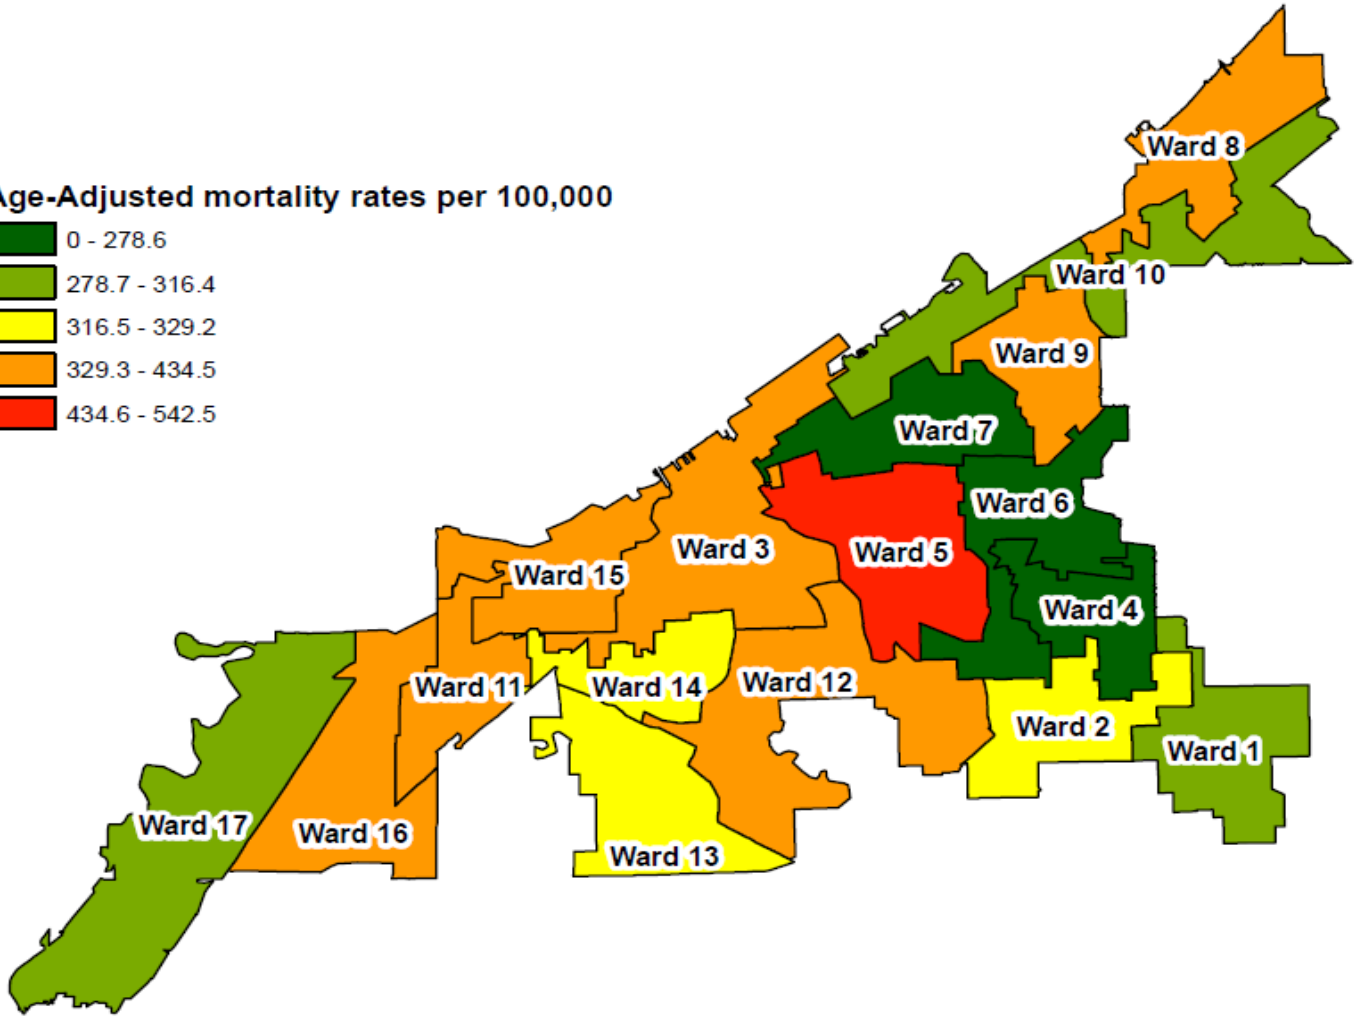 Age-Adjusted mortality rates per 100,000
0 - 278.6
278.7 - 316.4
316.5 - 329.2
329.3 - 434.5
434.6 - 542.5
Ward 8
Ward 10
Ward 9
Ward 7
Ward 6
Ward 3
Ward 5
Ward 15
Ward 4
Ward 11
Ward 14
Ward 12
Ward 2
Ward 1
Ward 17
Ward 16
Ward 13